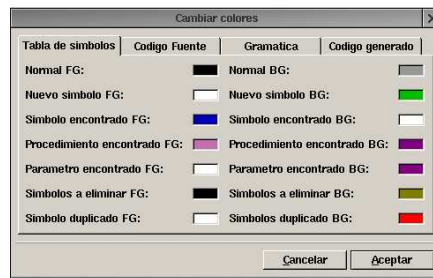 Cambiar colores
Tabla de simbolos Codigo Fuente Gramatica Codigo generado
Normal FG: Normal BG:
Nuevo simbolo FG: Nuevo simbolo BG:
Simbolo encontrado FG: Simbolo encontrado BG:
Procedimiento encontrado FG: Procedimiento encontrado BG:
Parametro encontrado FG: Parametro encontrado BG:
Simbolos a eliminar FG: Simbolos a eliminar BG:
Simbolo duplicado FG: Simbolos duplicado BG:
Cancelar Aceptar